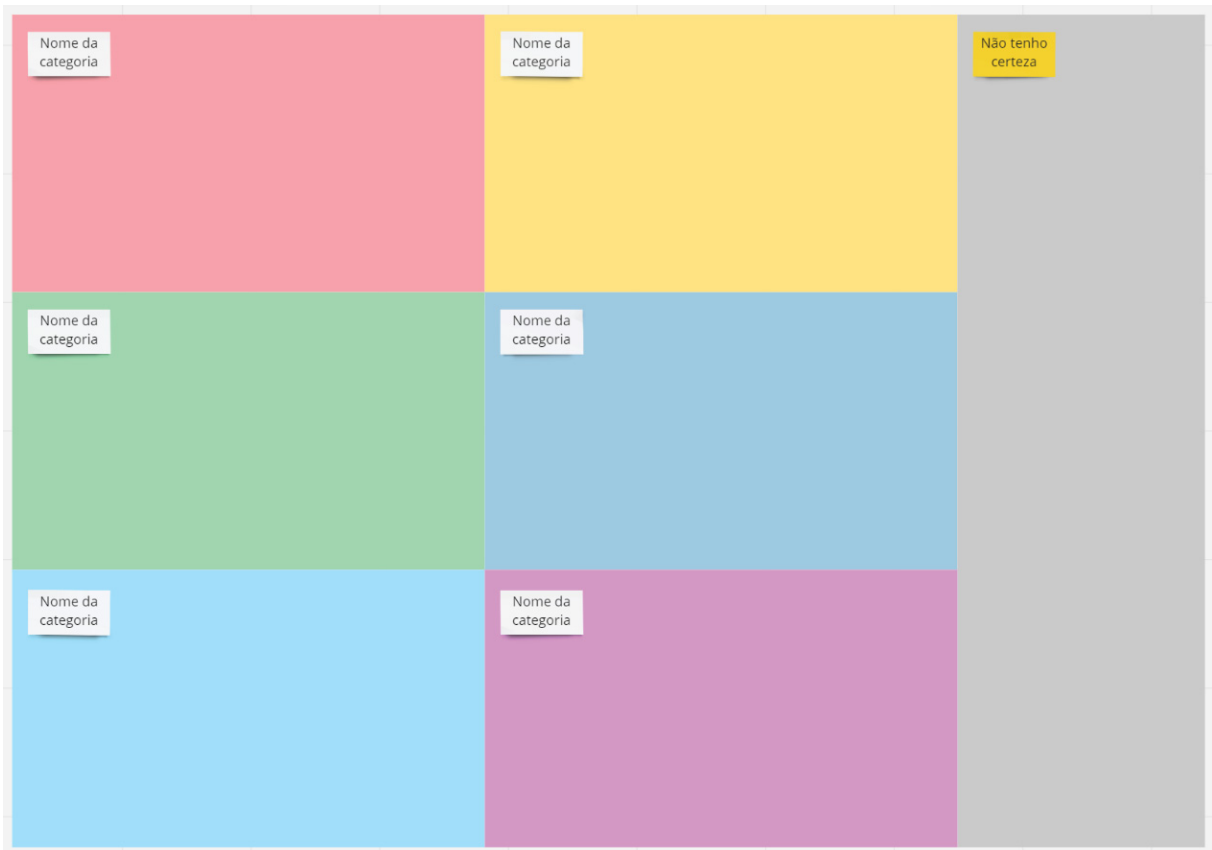 Nome da
categoria
Nome da
categoria
Não tenho
certeza
Nome da
categoria
Nome da
categoria
Nome da
categoria
Nome da
categoria